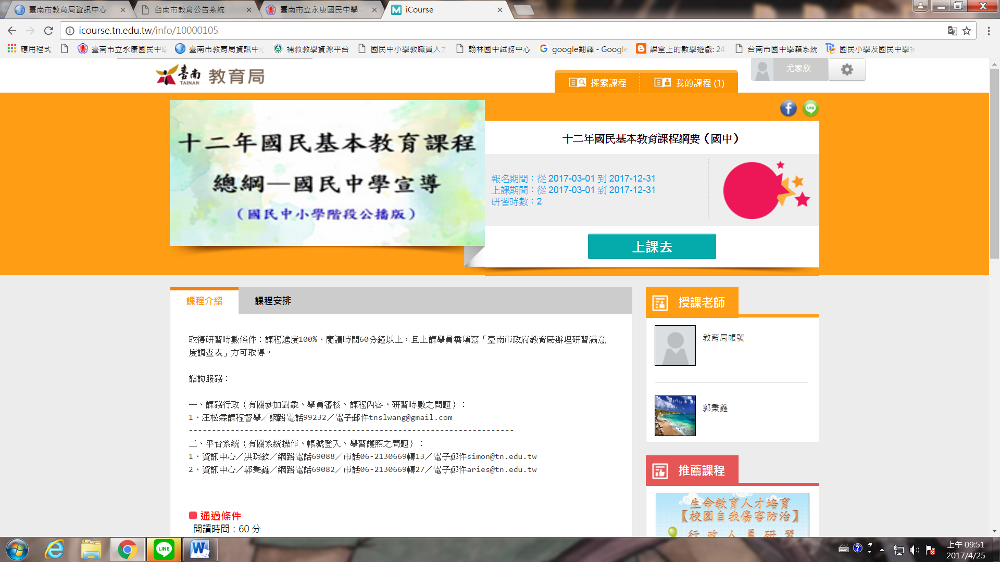 臺南市教育局資訊中心
台南市教育公告系統
臺南市立永康國民中學 -
iCourse
icourse.tn.edu.tw/info/10000105
應用程式
臺南市立永康國民中
臺南市教育局資訊中心
補救教學資源平台
國民中小學教職員人
翰林國中試務中心
google翻譯 - Google
課堂上的數學遊戲: 24
台南市國中學籍系統
國民小學及國民中學
臺南
TAINAN
教育局
探索課程
我的課程 (1)
尤家欣
十二年國民基本教育課程
總綱—國民中學宣導
（國民中小學階段公播版）
十二年國民基本教育課程綱要（國中）
報名期間：從 2017-03-01 到 2017-12-31
上課期間：從 2017-03-01 到 2017-12-31
研習時數：2
上課去
課程介紹
課程安排
取得研習時數條件：課程進度100%、閱讀時間60分鐘以上，且上課學員需填寫「臺南市政府教育局辦理研習滿意
度調查表」方可取得。
諮詢服務：
一、課務行政（有關參加對象、學員審核、課程內容、研習時數之問題）：
1、汪松霖課程督學／網路電話99232／電子郵件tnslwang@gmail.com
----------------------------------------------------------------------
二、平台系統（有關系統操作、帳號登入、學習護照之問題）：
1、資訊中心／洪琮欽／網路電話69088／市話06-2130669轉13／電子郵件simon@tn.edu.tw
2、資訊中心／郭秉鑫／網路電話69082／市話06-2130669轉27／電子郵件aries@tn.edu.tw
通過條件
閱讀時間：60 分
授課老師
教育局帳號
郭秉鑫
推薦課程
生命教育人才培育
【校園自我傷害防治】
行政人員研習
上午 09:51
2017/4/25